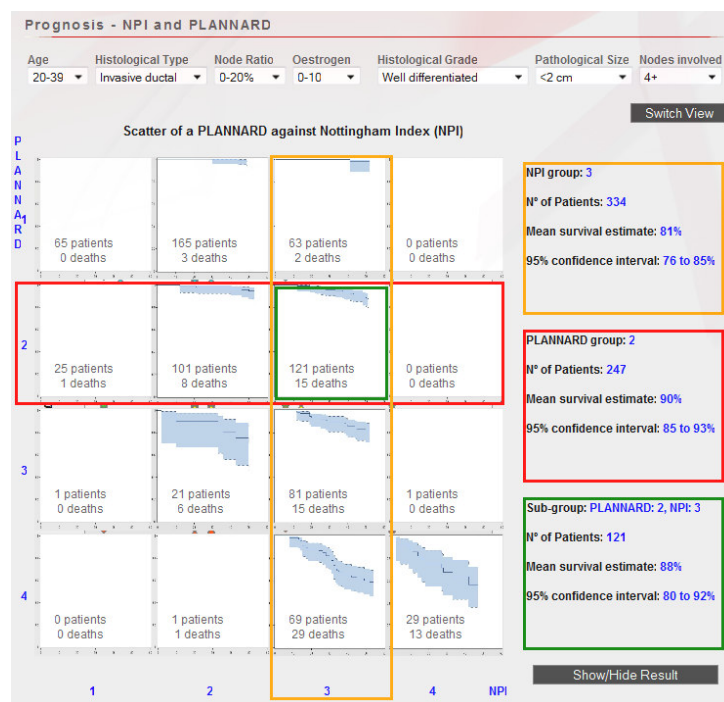 Prognosis - NPI and PLANNARD
Age Histological Type Node Ratio Oestrogen Histological Grade Pathological Size Nodes involved
20-39 Invasive ductal 0-20% 0-10 Well differentiated <2 cm 4+
Switch View
Scatter of a PLANNARD against Nottingham Index (NPI)
PLANNARD
1
65 patients 165 patients 63 patients 0 patients
0 deaths 3 deaths 2 deaths 0 deaths
2
25 patients 101 patients 121 patients 0 patients
1 deaths 8 deaths 15 deaths 0 deaths
3
1 patients 21 patients 81 patients 1 patients
0 deaths 6 deaths 15 deaths 0 deaths
4
0 patients 1 patients 69 patients 29 patients
0 deaths 1 deaths 29 deaths 13 deaths
1 2 3 4 NPI
NPI group: 3
N° of Patients: 334
Mean survival estimate: 81%
95% confidence interval: 76 to 85%
PLANNARD group: 2
N° of Patients: 247
Mean survival estimate: 90%
95% confidence interval: 85 to 93%
Sub-group: PLANNARD: 2, NPI: 3
N° of Patients: 121
Mean survival estimate: 88%
95% confidence interval: 80 to 92%
Show/Hide Result